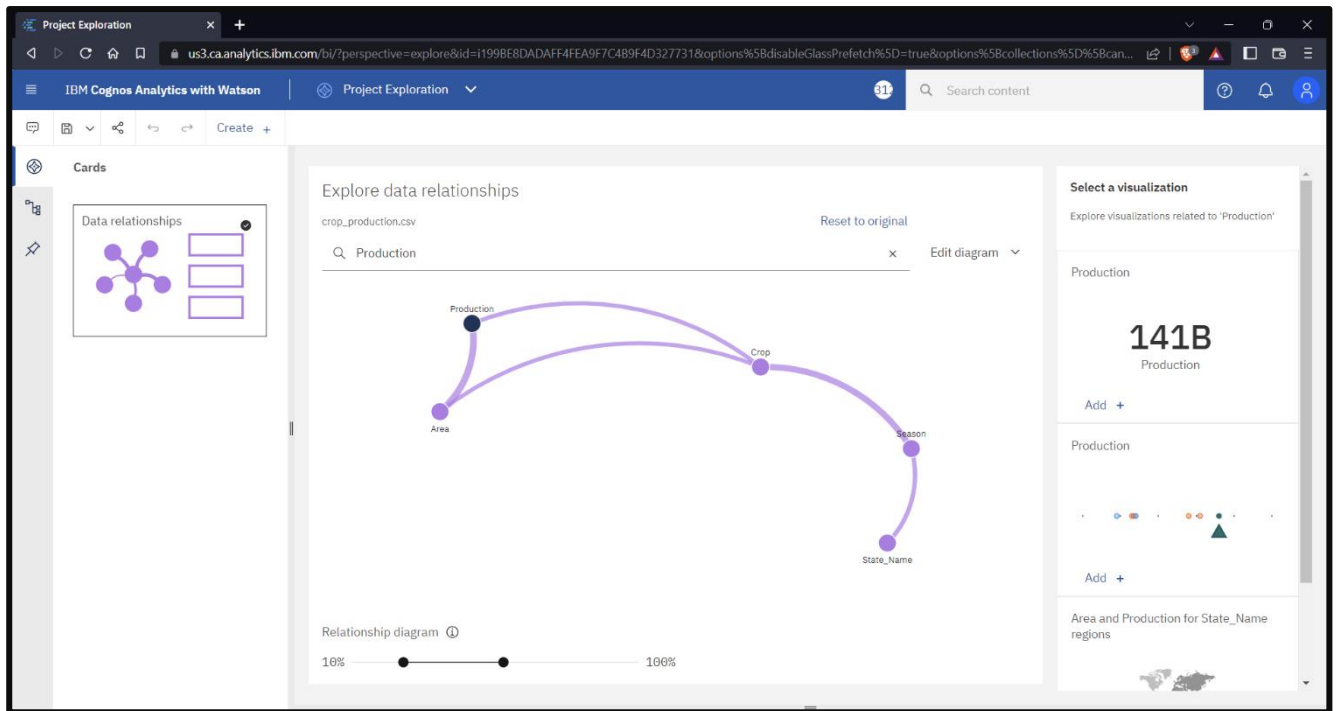 Project Exploration
us3.ca.analytics.ibm.com/bi/?perspective=explore&id=i199BE8DADAFF4FEA9F7C4B9F4D327731&options%5BdisableGlassPrefetch%5D=true&options%5Bcollections%5D%5Bcan...
IBM Cognos Analytics with Watson
Project Exploration
Search content
Create +
Cards
Data relationships
Explore data relationships
crop_production.csv
Reset to original
Production
Edit diagram
Production
Crop
Area
Season
State_Name
Relationship diagram
10%
100%
Select a visualization
Explore visualizations related to 'Production'
Production
141B
Production
Add +
Production
Add +
Area and Production for State_Name
regions